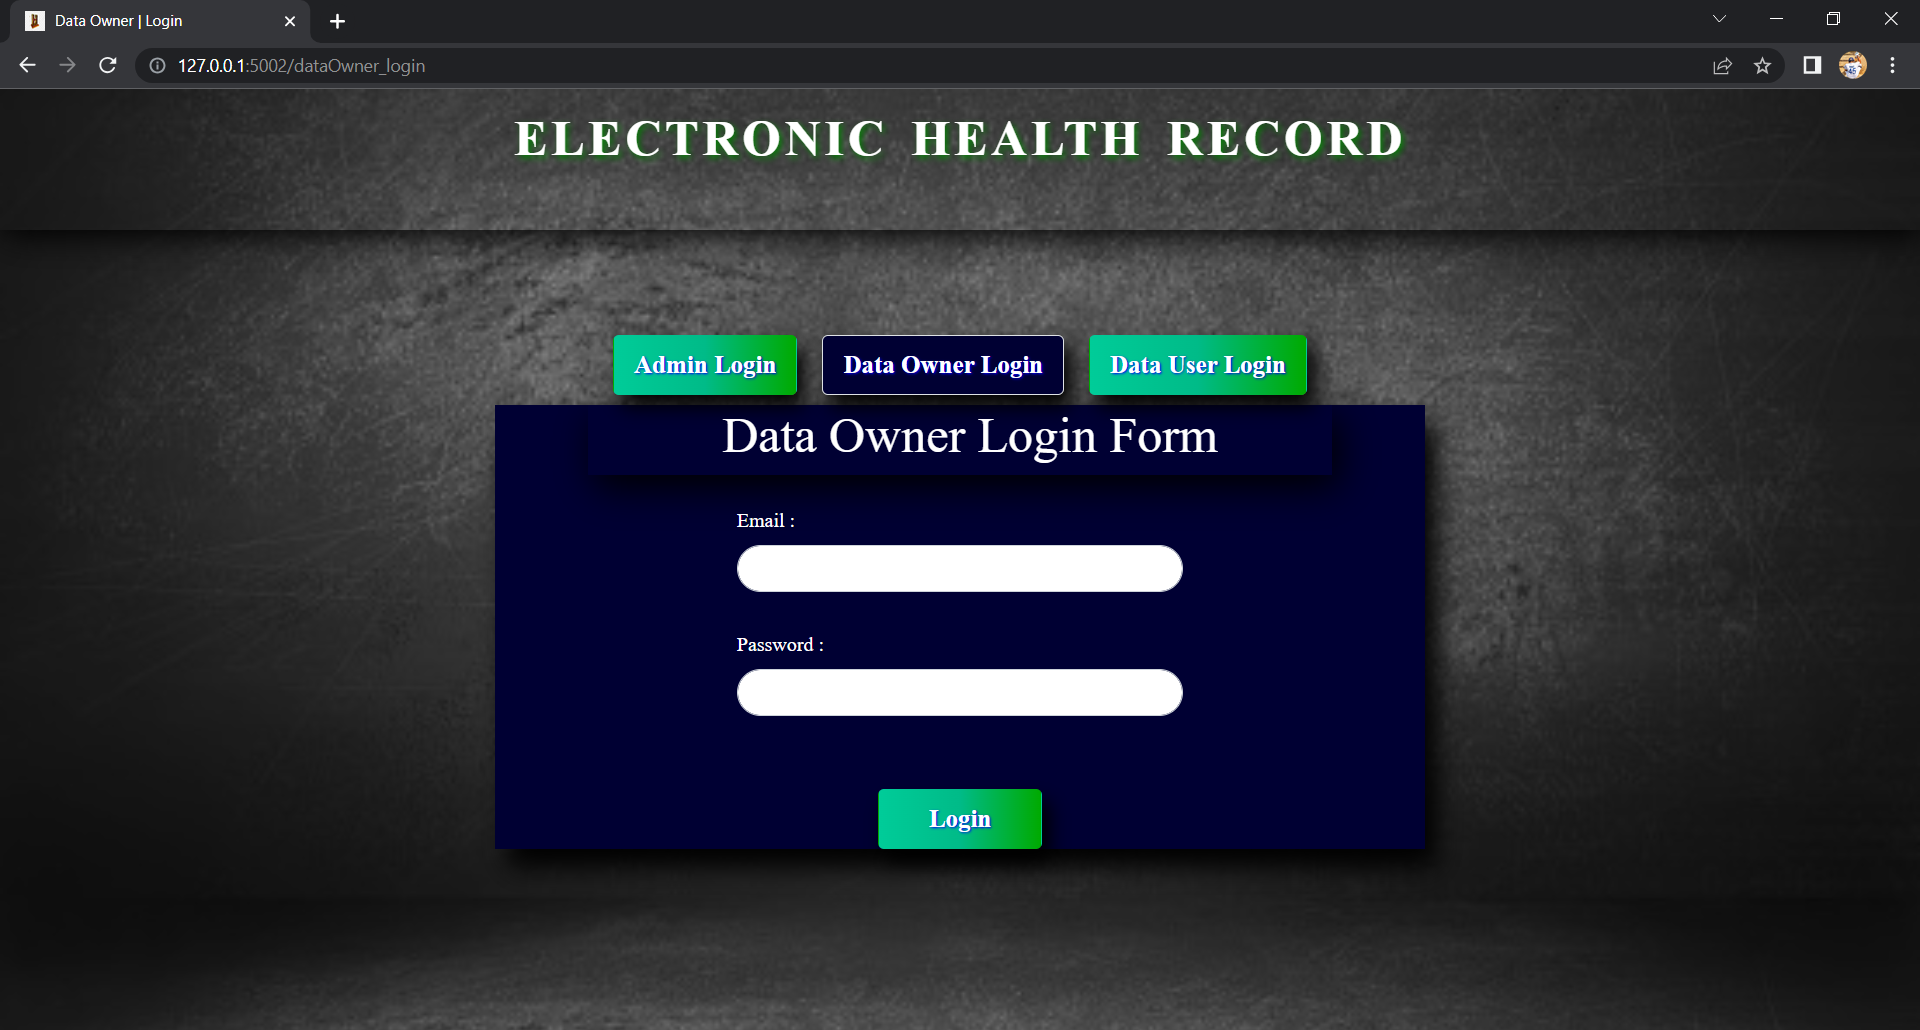 Data Owner | Login
127.0.0.1:5002/dataOwner_login
ELECTRONIC HEALTH RECORD
Admin Login
Data Owner Login
Data User Login
Data Owner Login Form
Email :
Password :
Login